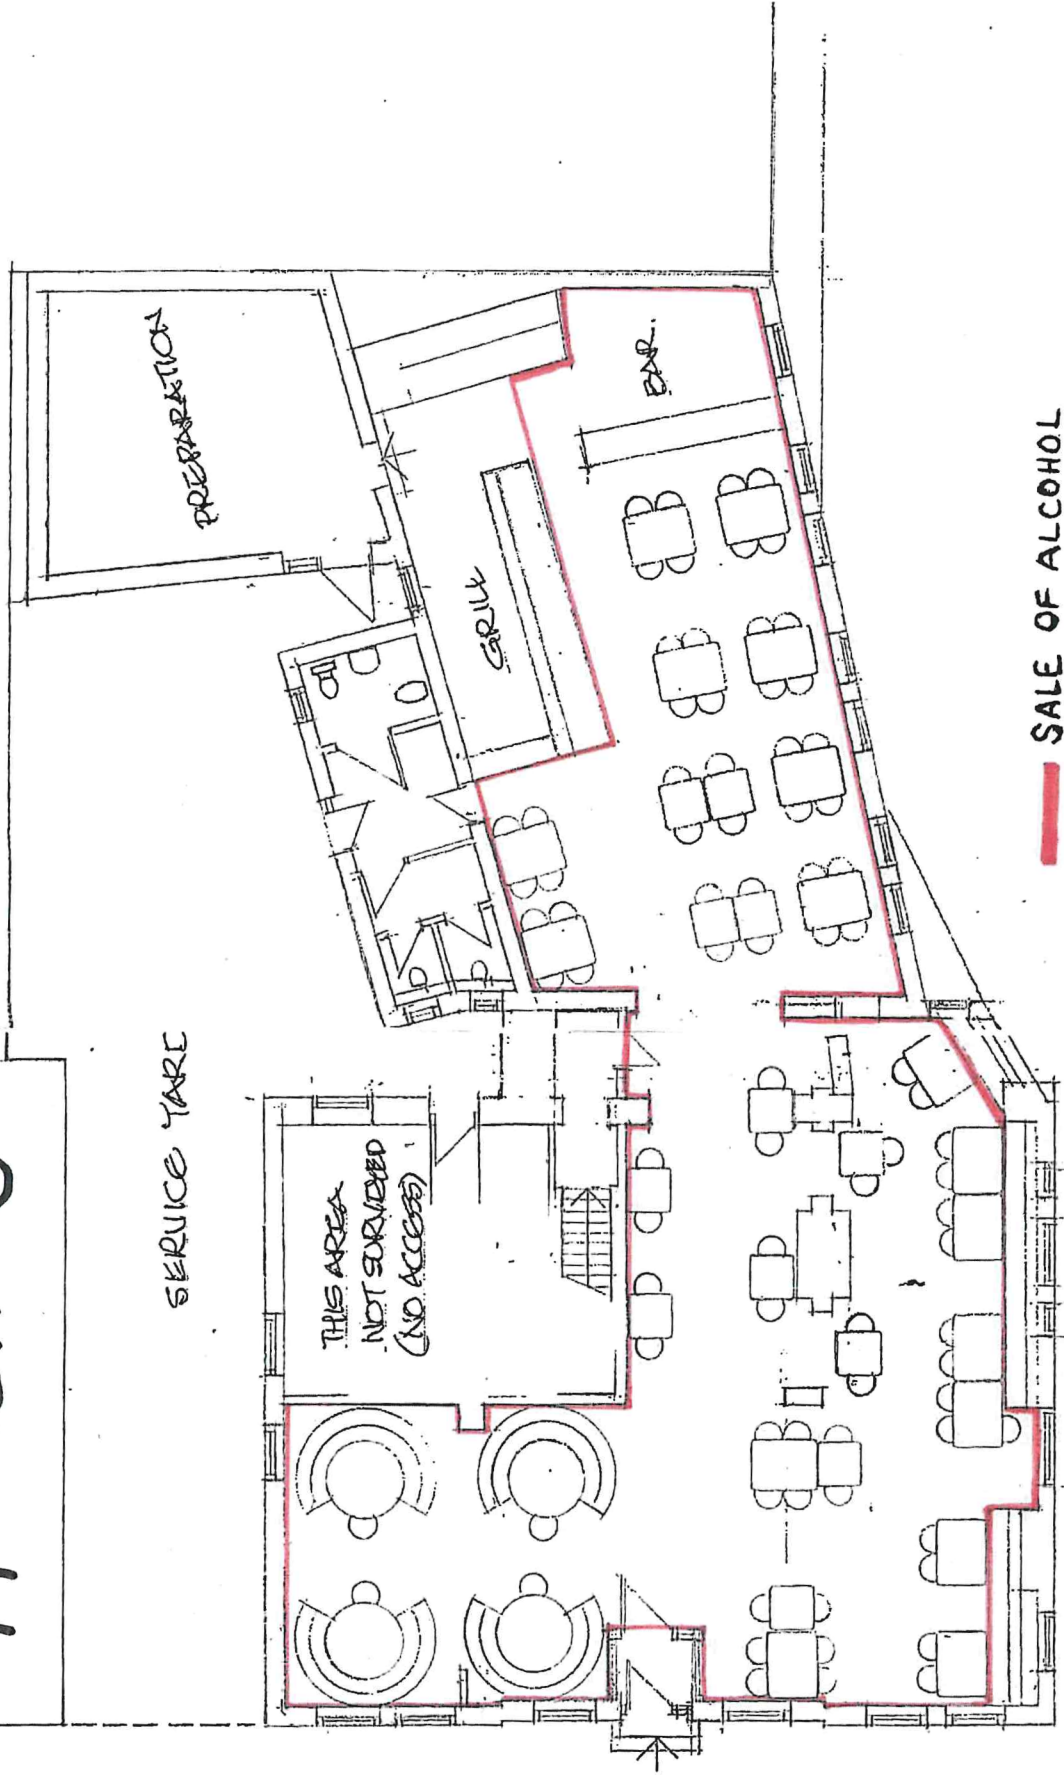 PREPARATION
BAR.
GRILL
SERVICE YARD
THIS AREA
NOT SURVEYED
(NO ACCESS)
SALE OF ALCOHOL